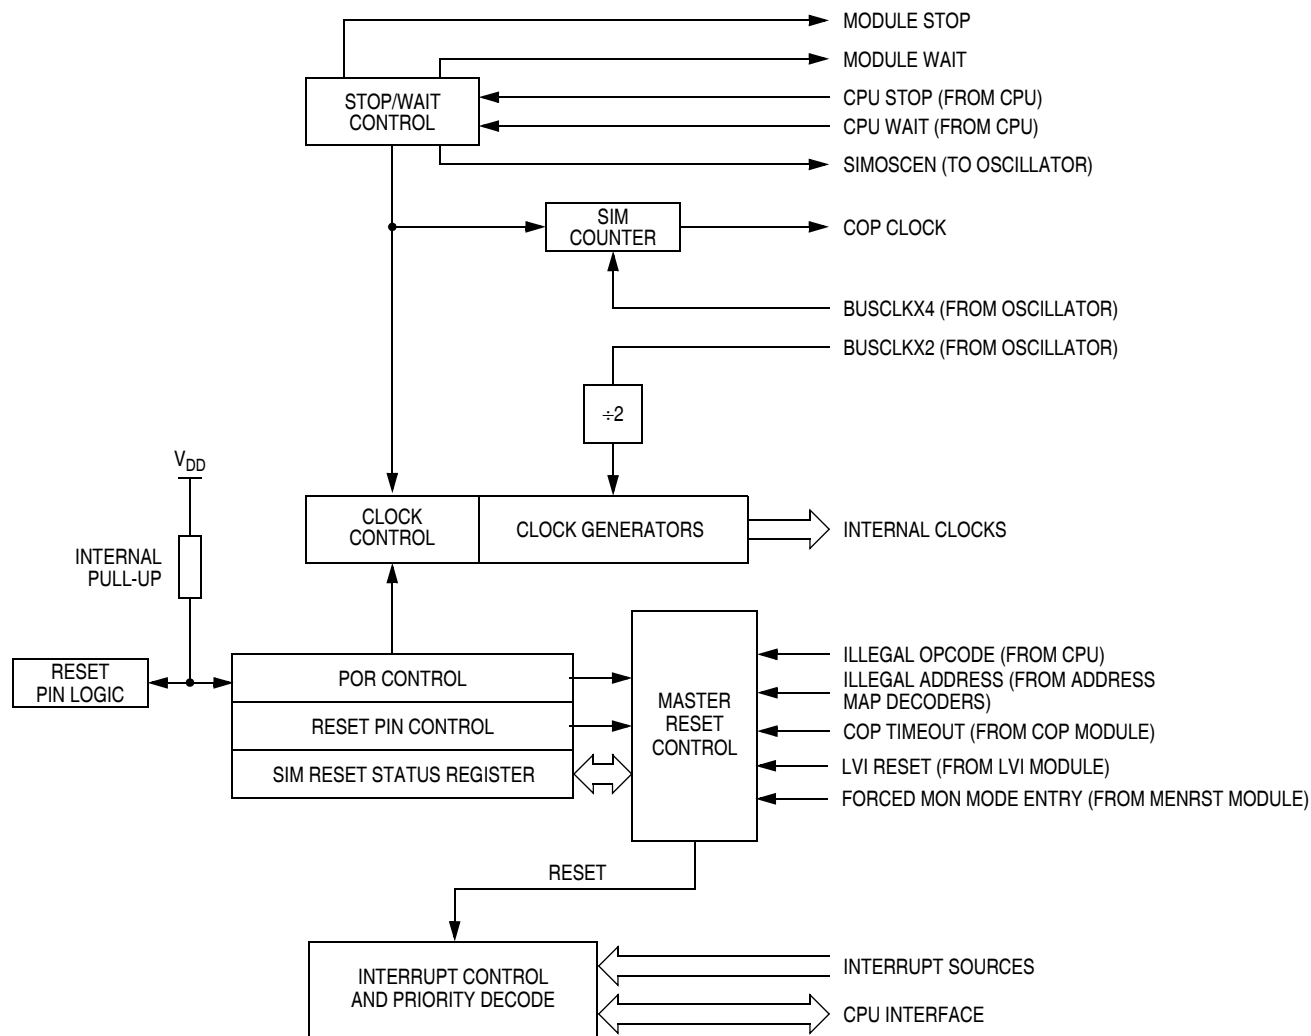 MODULE STOP
MODULE WAIT
STOP/WAIT
CONTROL
CPU STOP (FROM CPU)
CPU WAIT (FROM CPU)
SIMOSCEN (TO OSCILLATOR)
SIM
COUNTER
COP CLOCK
BUSCLKX4 (FROM OSCILLATOR)
BUSCLKX2 (FROM OSCILLATOR)
÷2
VDD
CLOCK
CONTROL
CLOCK GENERATORS
INTERNAL CLOCKS
INTERNAL
PULL-UP
RESET
PIN LOGIC
POR CONTROL
RESET PIN CONTROL
SIM RESET STATUS REGISTER
MASTER
RESET
CONTROL
ILLEGAL OPCODE (FROM CPU)
ILLEGAL ADDRESS (FROM ADDRESS
MAP DECODERS)
COP TIMEOUT (FROM COP MODULE)
LVI RESET (FROM LVI MODULE)
FORCED MON MODE ENTRY (FROM MENRST MODULE)
RESET
INTERRUPT CONTROL
AND PRIORITY DECODE
INTERRUPT SOURCES
CPU INTERFACE